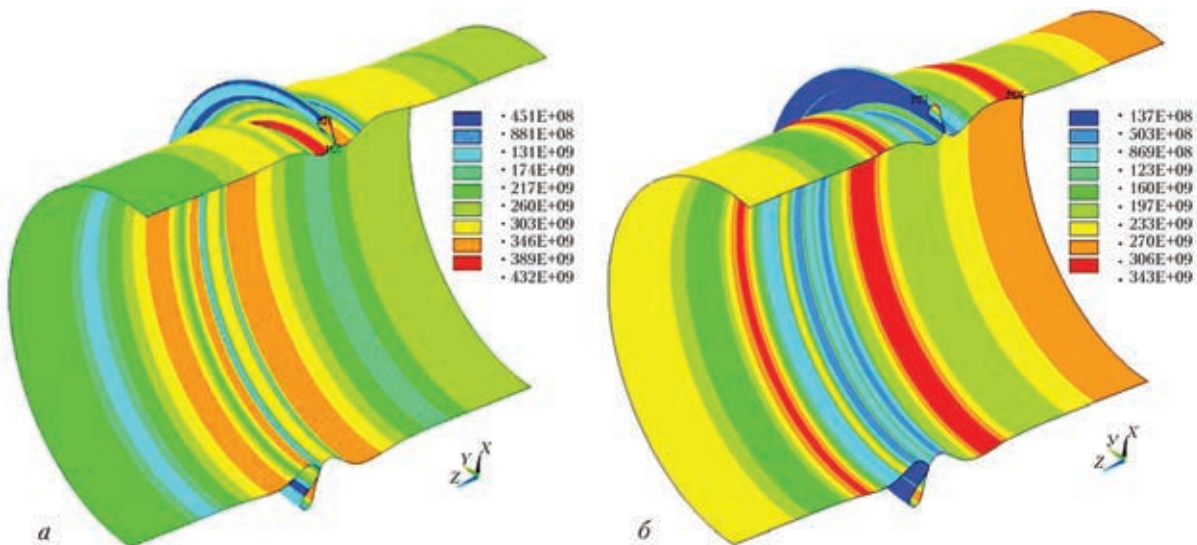 · 451E+08
· 881E+08
· 131E+09
· 174E+09
· 217E+09
· 260E+09
· 303E+09
· 346E+09
· 389E+09
· 432E+09
Y X
Z
а
· 137E+08
· 503E+08
· 869E+08
· 123E+09
· 160E+09
· 197E+09
· 233E+09
· 270E+09
· 306E+09
· 343E+09
Y X
Z
б